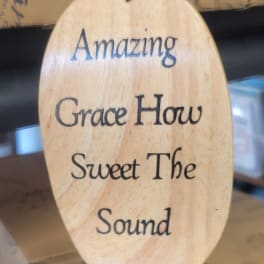 Amazing
Grace How
Sweet The
Sound